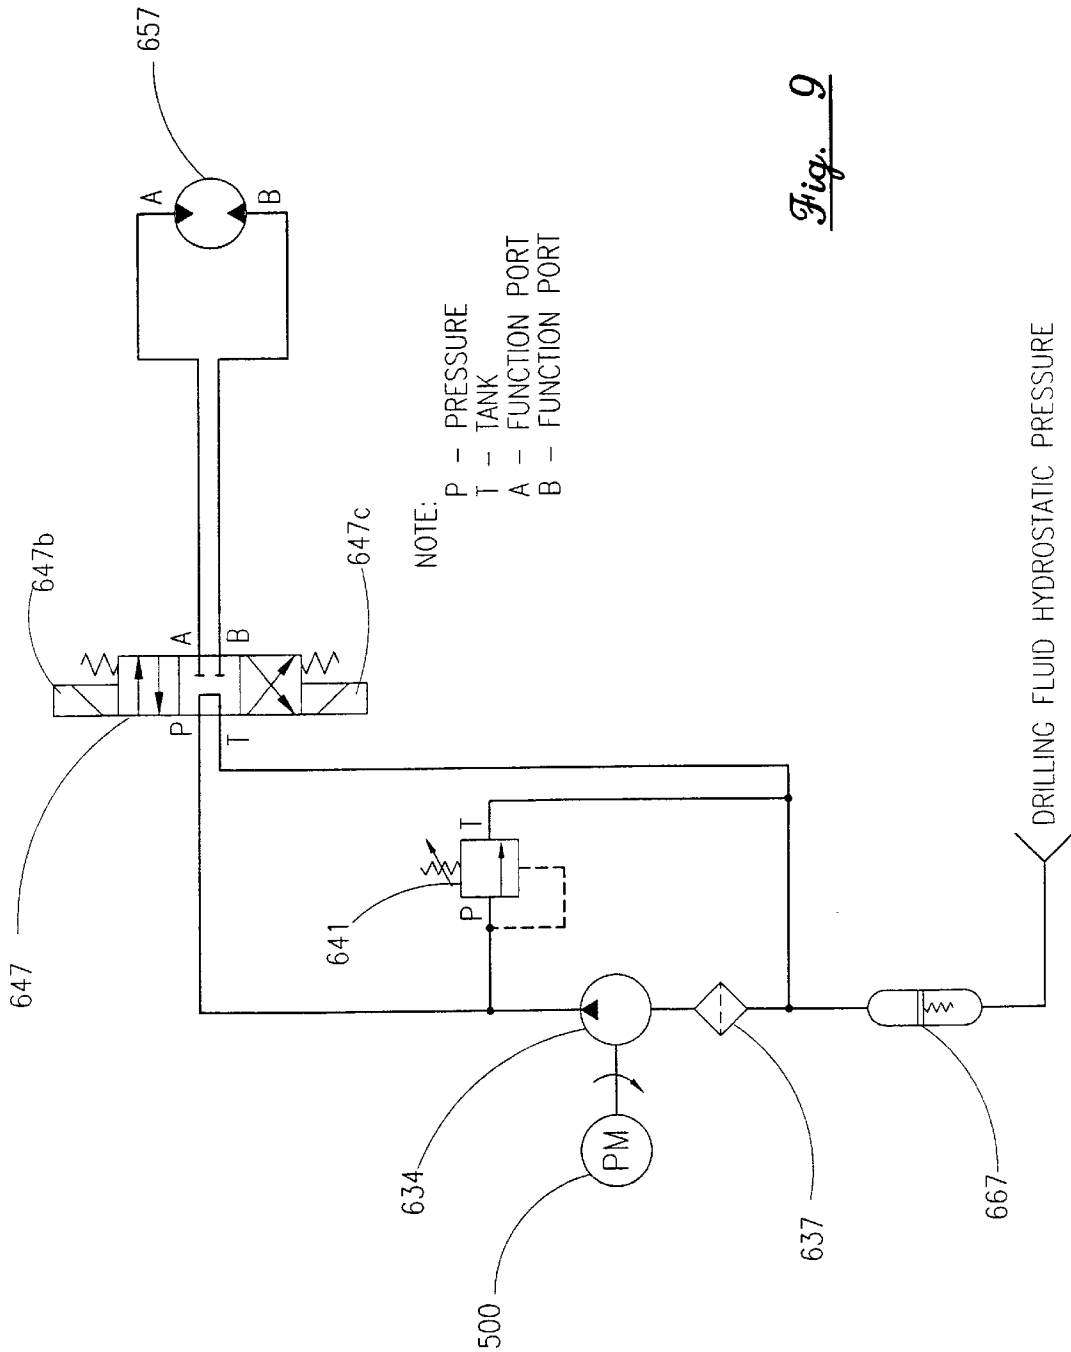 657
A
B
647b
647c
A
B
P
T
647
NOTE:
P - PRESSURE
T - TANK
A - FUNCTION PORT
B - FUNCTION PORT
641
P
T
634
PM
500
637
667
DRILLING FLUID HYDROSTATIC PRESSURE
Fig. 9